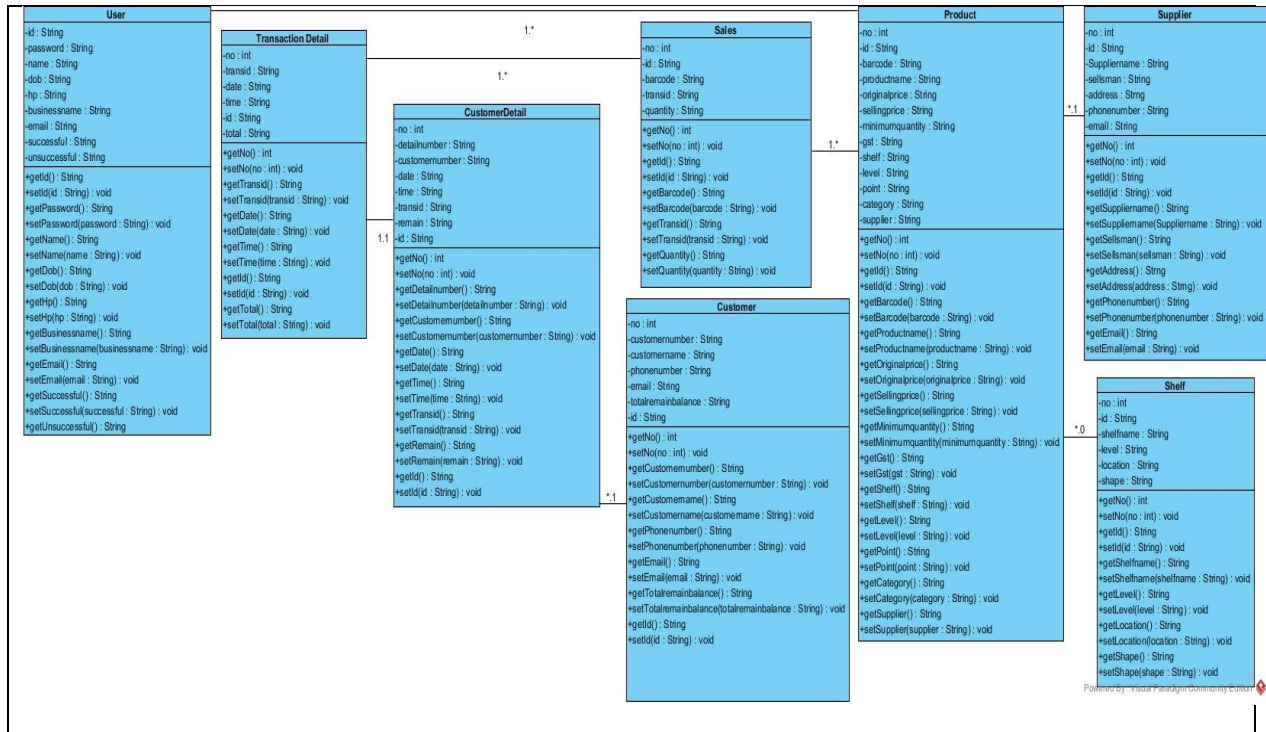 User
-id : String
-password : String
-name : String
-dob : String
-hp : String
-businessname : String
-email : String
-successful : String
-unsuccessful : String
+getId() : String
+setId(id : String) : void
+getPassword() : String
+setPassword(password : String) : void
+getName() : String
+setName(name : String) : void
+getDob() : String
+setDob(dob : String) : void
+getHp() : String
+setHp(hp : String) : void
+getBusinessname() : String
+setBusinessname(businessname : String) : void
+getEmail() : String
+setEmail(email : String) : void
+getSuccessful() : String
+setSuccessful(successful : String) : void
+getUnsuccessful() : String
Transaction Detail
-no : int
-transid : String
-date : String
-time : String
-id : String
-total : String
+getNo() : int
+setNo(no : int) : void
+getTransid() : String
+setTransid(transid : String) : void
+getDate() : String
+setDate(date : String) : void
+getTime() : String
+setTime(time : String) : void
+getId() : String
+setId(id : String) : void
+getTotal() : String
+setTotal(total : String) : void
1.*
1.*
1.1
CustomerDetail
-no : int
-detailnumber : String
-customernumber : String
-date : String
-time : String
-transid : String
-remain : String
-id : String
+getNo() : int
+setNo(no : int) : void
+getDetailnumber() : String
+setDetailnumber(detailnumber : String) : void
+getCustomernumber() : String
+setCustomernumber(customernumber : String) : void
+getDate() : String
+setDate(date : String) : void
+getTime() : String
+setTime(time : String) : void
+getTransid() : String
+setTransid(transid : String) : void
+getRemain() : String
+setRemain(remain : String) : void
+getId() : String
+setId(id : String) : void
*.1
Sales
-no : int
-id : String
-barcode : String
-transid : String
-quantity : String
+getNo() : int
+setNo(no : int) : void
+getId() : String
+setId(id : String) : void
+getBarcode() : String
+setBarcode(barcode : String) : void
+getTransid() : String
+setTransid(transid : String) : void
+getQuantity() : String
+setQuantity(quantity : String) : void
1.*
Customer
-no : int
-customernumber : String
-customername : String
-phonenumber : String
-email : String
-totalremainbalance : String
-id : String
+getNo() : int
+setNo(no : int) : void
+getCustomernumber() : String
+setCustomernumber(customernumber : String) : void
+getCustomername() : String
+setCustomername(customername : String) : void
+getPhonenumber() : String
+setPhonenumber(phonenumber : String) : void
+getEmail() : String
+setEmail(email : String) : void
+getTotalremainbalance() : String
+setTotalremainbalance(totalremainbalance : String) : void
+getId() : String
+setId(id : String) : void
Product
-no : int
-id : String
-barcode : String
-productname : String
-originalprice : String
-sellingprice : String
-minimumquantity : String
-gst : String
-shelf : String
-level : String
-point : String
-category : String
-supplier : String
+getNo() : int
+setNo(no : int) : void
+getId() : String
+setId(id : String) : void
+getBarcode() : String
+setBarcode(barcode : String) : void
+getProductname() : String
+setProductname(productname : String) : void
+getOriginalprice() : String
+setOriginalprice(originalprice : String) : void
+getSellingprice() : String
+setSellingprice(sellingprice : String) : void
+getMinimumquantity() : String
+setMinimumquantity(minimumquantity : String) : void
+getGst() : String
+setGst(gst : String) : void
+getShelf() : String
+setShelf(shelf : String) : void
+getLevel() : String
+setLevel(level : String) : void
+getPoint() : String
+setPoint(point : String) : void
+getCategory() : String
+setCategory(category : String) : void
+getSupplier() : String
+setSupplier(supplier : String) : void
*.1
*.0
Supplier
-no : int
-id : String
-Suppliername : String
-sellsman : String
-address : Strng
-phonenumber : String
-email : String
+getNo() : int
+setNo(no : int) : void
+getId() : String
+setId(id : String) : void
+getSuppliername() : String
+setSuppliername(Suppliername : String) : void
+getSellsman() : String
+setSellsman(sellsman : String) : void
+getAddress() : Strng
+setAddress(address : Strng) : void
+getPhonenumber() : String
+setPhonenumber(phonenumber : String) : void
+getEmail() : String
+setEmail(email : String) : void
Shelf
-no : int
-id : String
-shelfname : String
-level : String
-location : String
-shape : String
+getNo() : int
+setNo(no : int) : void
+getId() : String
+setId(id : String) : void
+getShelfname() : String
+setShelfname(shelfname : String) : void
+getLevel() : String
+setLevel(level : String) : void
+getLocation() : String
+setLocation(location : String) : void
+getShape() : String
+setShape(shape : String) : void
Powered By Visual Paradigm Community Edition